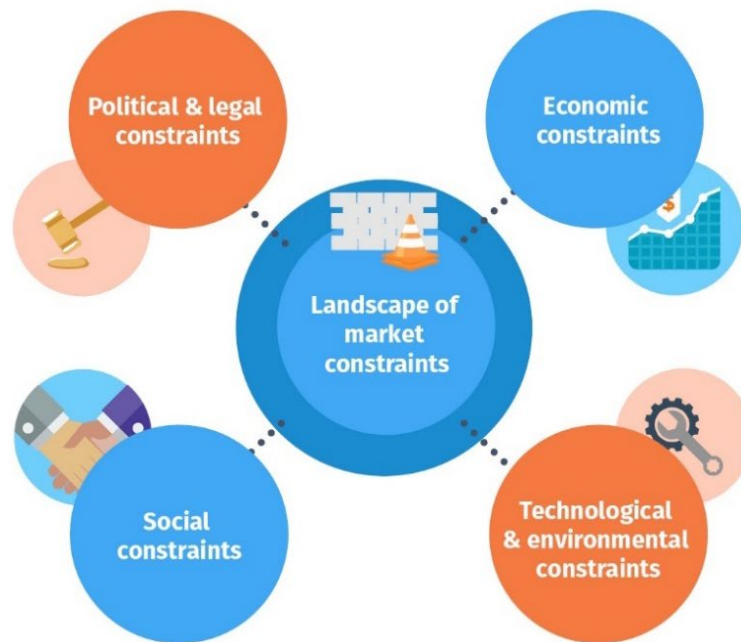 Political & legal
constraints
Economic
constraints
$
Landscape of
market
constraints
Social
constraints
Technological
& environmental
constraints